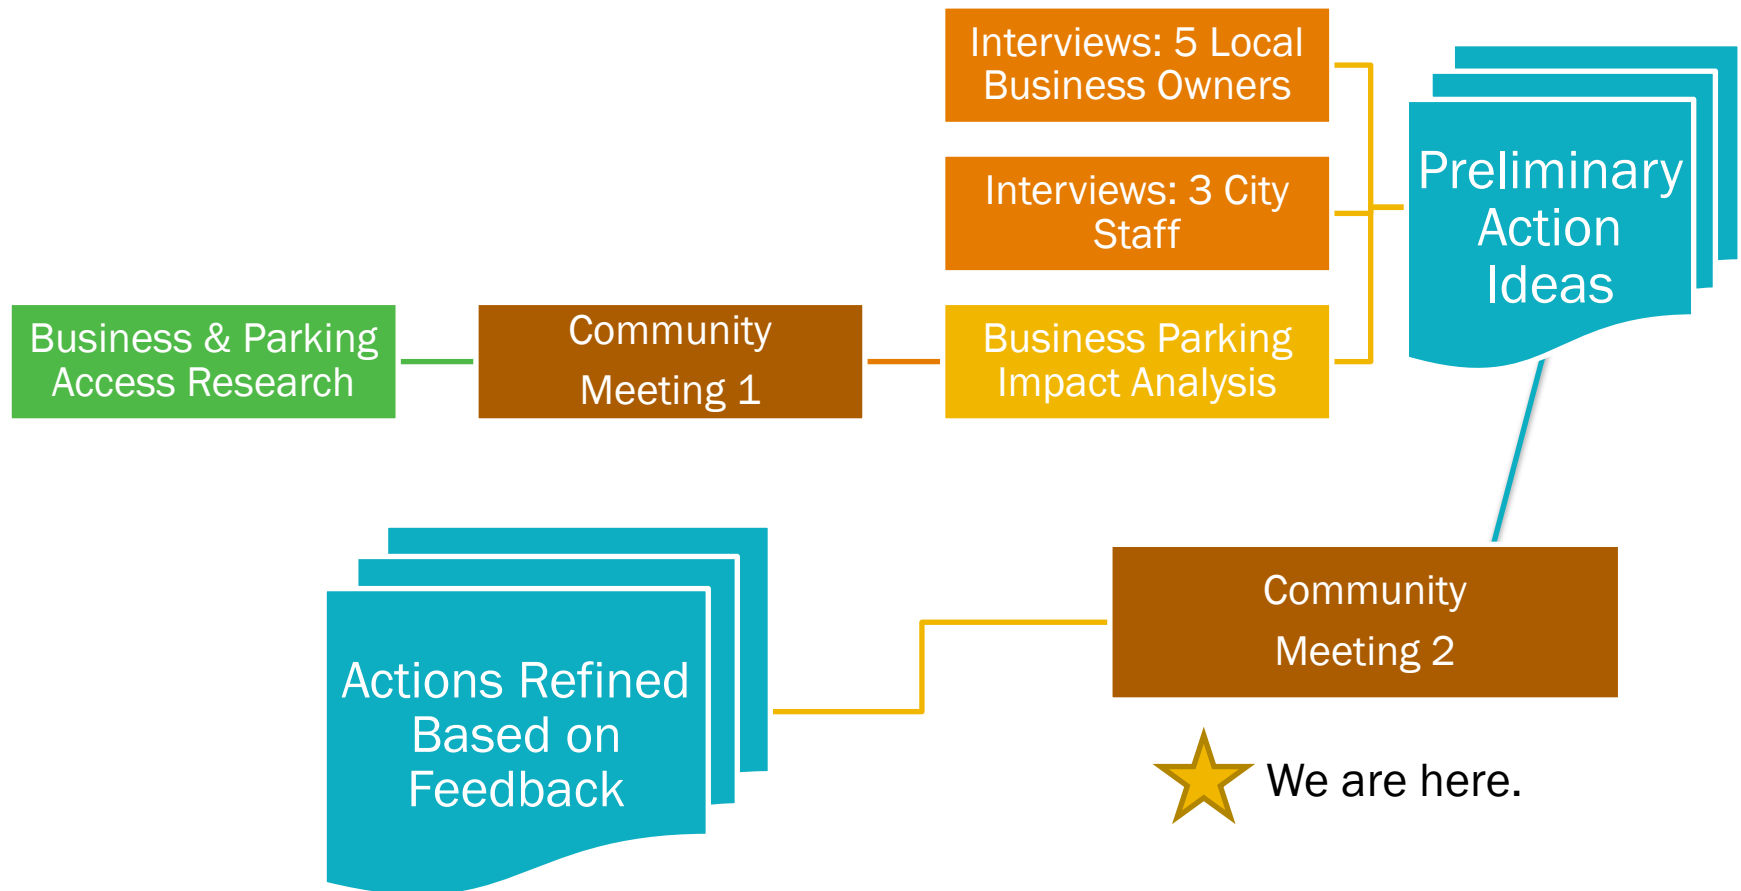 Interviews: 5 Local
Business Owners
Interviews: 3 City
Staff
Business & Parking
Access Research
Community
Meeting 1
Business Parking
Impact Analysis
Preliminary
Action
Ideas
Community
Meeting 2
We are here.
Actions Refined
Based on
Feedback